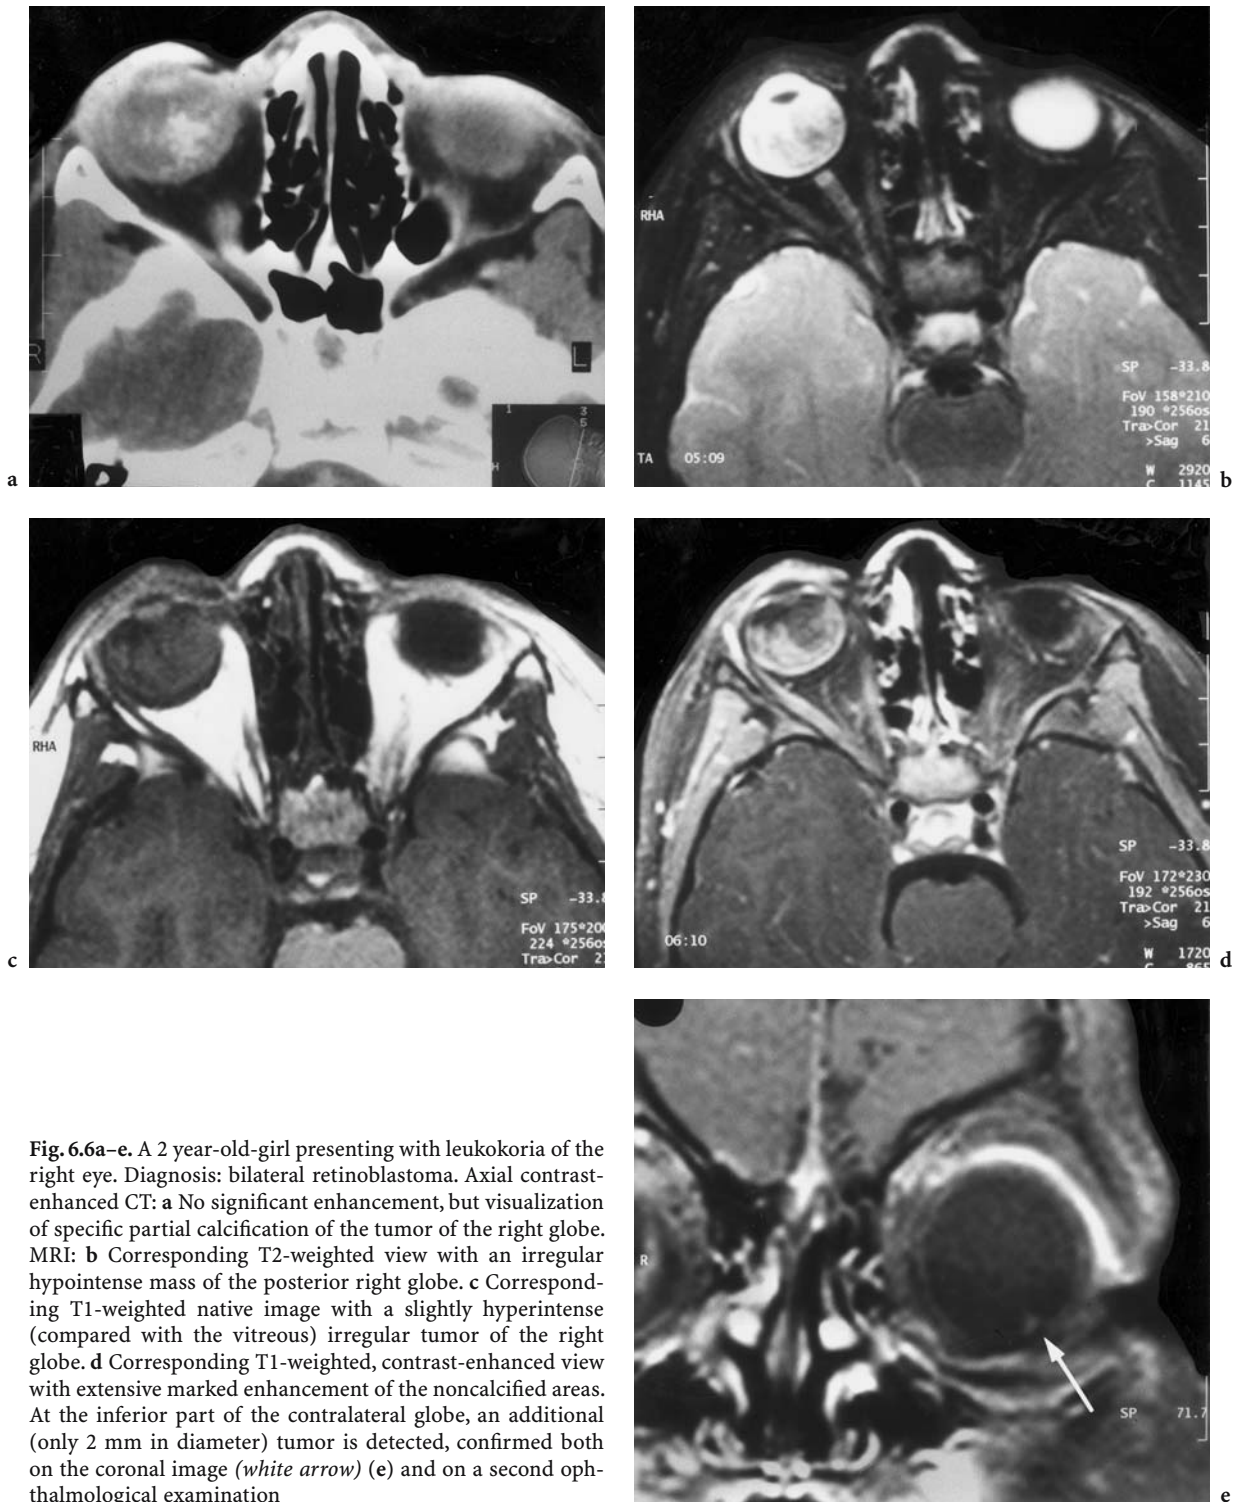 R
L
1
3
5
H
a
RHA
SP -33.8
FoV 158*210
190 *256os
Tra>Cor 21
>Sag 6
TA 05:09
W 2920
C 1145
b
RHA
SP -33.8
FoV 175*200
224 *256os
Tra>Cor 21
c
SP -33.8
FoV 172*230
192 *256os
Tra>Cor 21
>Sag 6
06:10
W 1720
C 865
d
Fig. 6.6a–e. A 2 year-old-girl presenting with leukokoria of the
right eye. Diagnosis: bilateral retinoblastoma. Axial contrast-
enhanced CT: a No significant enhancement, but visualization
of specific partial calcification of the tumor of the right globe.
MRI: b Corresponding T2-weighted view with an irregular
hypointense mass of the posterior right globe. c Correspond-
ing T1-weighted native image with a slightly hyperintense
(compared with the vitreous) irregular tumor of the right
globe. d Corresponding T1-weighted, contrast-enhanced view
with extensive marked enhancement of the noncalcified areas.
At the inferior part of the contralateral globe, an additional
(only 2 mm in diameter) tumor is detected, confirmed both
on the coronal image (white arrow) (e) and on a second oph-
thalmological examination
R
SP 71.7
e